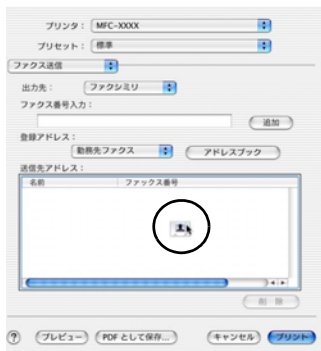 プリンタ： MFC-XXXX
プリセット： 標準
ファクス送信
出力先： ファクシミリ
ファクス番号入力：
追加
登録アドレス：
勤務先ファクス アドレスブック
送信先アドレス：
名前 ファックス番号
削 除
? プレビュー PDF として保存... キャンセル プリント